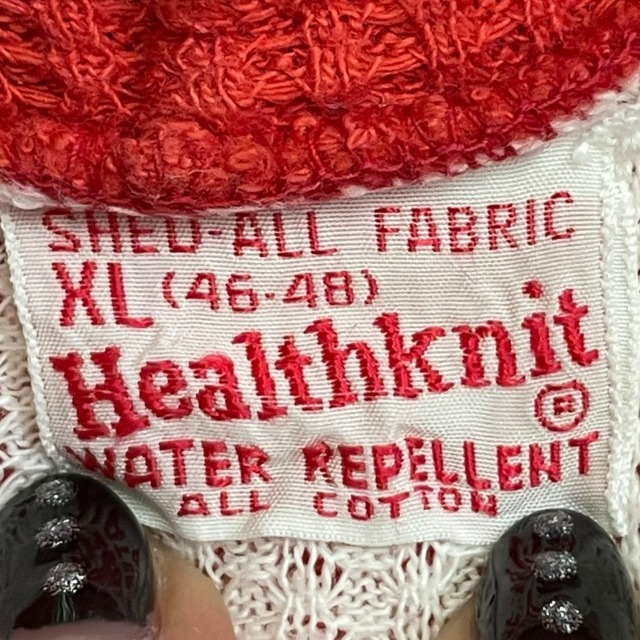 SHED-ALL FABRIC
XL (46-48)
Healthknit ®
WATER REPELLENT
ALL COTTON